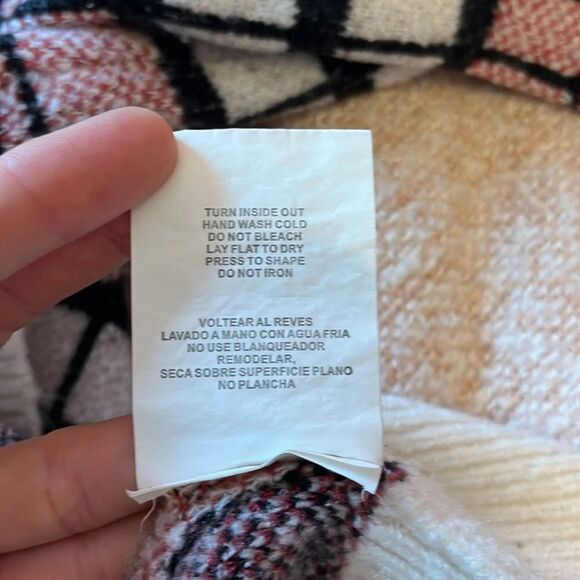 TURN INSIDE OUT
HAND WASH COLD
DO NOT BLEACH
LAY FLAT TO DRY
PRESS TO SHAPE
DO NOT IRON
VOLTEAR AL REVES
LAVADO A MANO CON AGUA FRIA
NO USE BLANQUEADOR
REMODELAR,
SECA SOBRE SUPERFICIE PLANO
NO PLANCHA